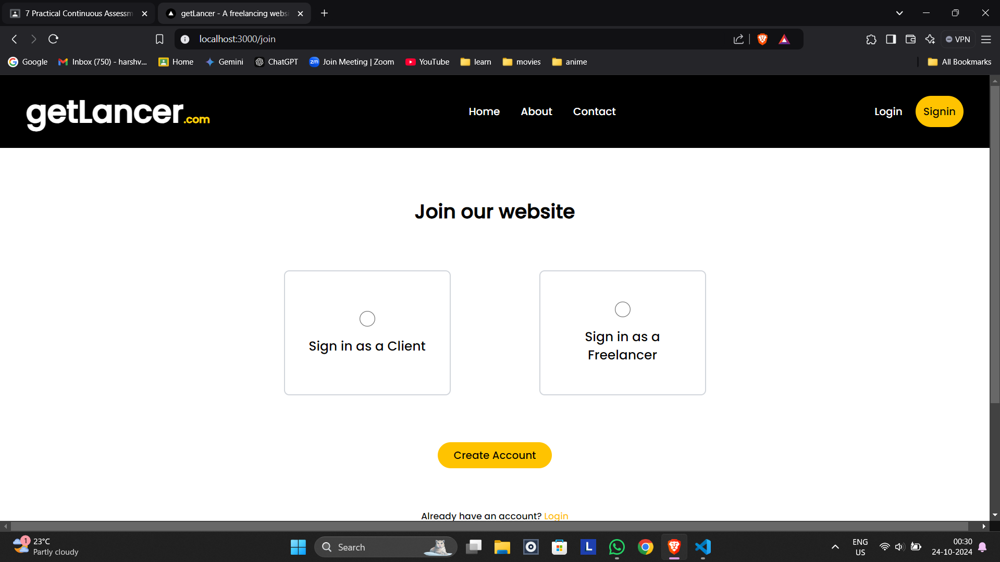 7 Practical Continuous Assessm
getLancer - A freelancing websi
localhost:3000/join
VPN
Google
Inbox (750) - harshv...
Home
Gemini
ChatGPT
zm
Join Meeting | Zoom
YouTube
learn
movies
anime
All Bookmarks
getLancer.com
Home
About
Contact
Login
Signin
Join our website
Sign in as a Client
Sign in as a
Freelancer
Create Account
Already have an account? Login
1
23°C
Partly cloudy
Search
L
ENG
US
00:30
24-10-2024